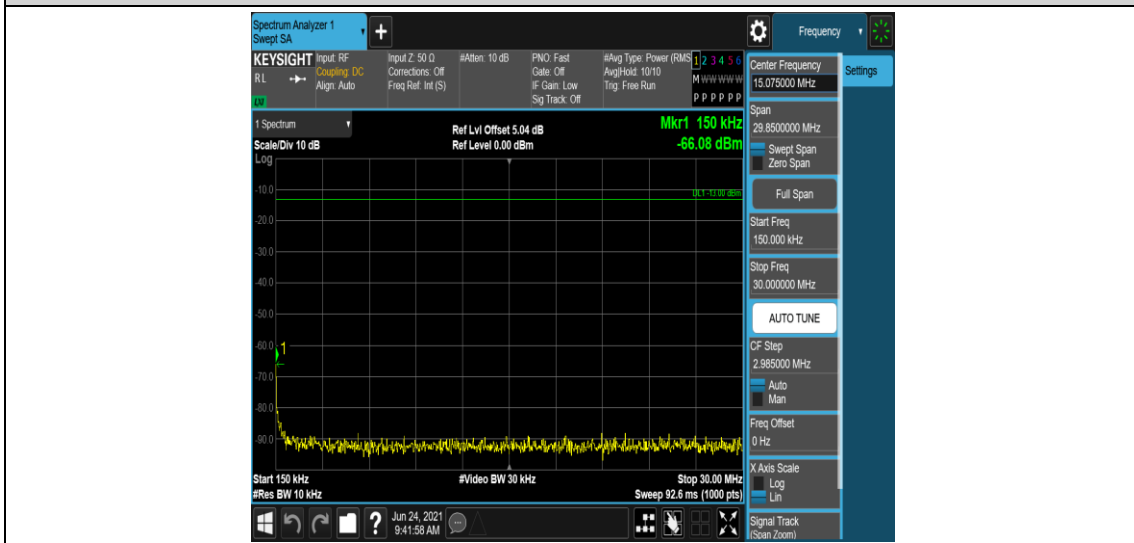 Spectrum Analyzer 1
Swept SA
+
Frequency
KEYSIGHT
RL
LXI
Input: RF
Coupling: DC
Align: Auto
Input Z: 50 Ω
Corrections: Off
Freq Ref: Int (S)
#Atten: 10 dB
PNO: Fast
Gate: Off
IF Gain: Low
Sig Track: Off
#Avg Type: Power (RMS
Avg|Hold: 10/10
Trig: Free Run
1 2 3 4 5 6
M W W W W W
P P P P P P
1 Spectrum
Scale/Div 10 dB
Log
Ref Lvl Offset 5.04 dB
Ref Level 0.00 dBm
Mkr1 150 kHz
-66.08 dBm
DL1 -13.00 dBm
-10.0
-20.0
-30.0
-40.0
-50.0
-60.0
1
-70.0
-80.0
-90.0
Start 150 kHz
#Res BW 10 kHz
#Video BW 30 kHz
Stop 30.00 MHz
Sweep 92.6 ms (1000 pts)
Center Frequency
15.075000 MHz
Settings
Span
29.8500000 MHz
Swept Span
Zero Span
Full Span
Start Freq
150.000 kHz
Stop Freq
30.000000 MHz
AUTO TUNE
CF Step
2.985000 MHz
Auto
Man
Freq Offset
0 Hz
X Axis Scale
Log
Lin
Signal Track
(Span Zoom)
?
Jun 24, 2021
9:41:58 AM